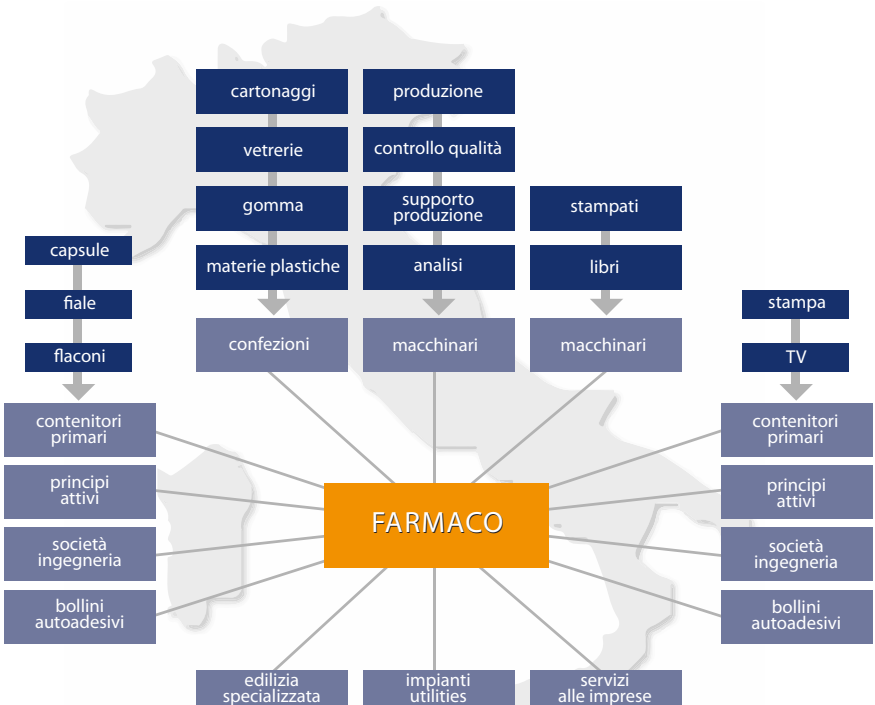 cartonaggi
produzione
vetrerie
controllo qualità
gomma
supporto
produzione
stampati
capsule
materie plastiche
analisi
libri
fiale
stampa
flaconi
confezioni
macchinari
macchinari
TV
contenitori
primari
contenitori
primari
principi
attivi
principi
attivi
FARMACO
società
ingegneria
società
ingegneria
bollini
autoadesivi
bollini
autoadesivi
edilizia
specializzata
impianti
utilities
servizi
alle imprese